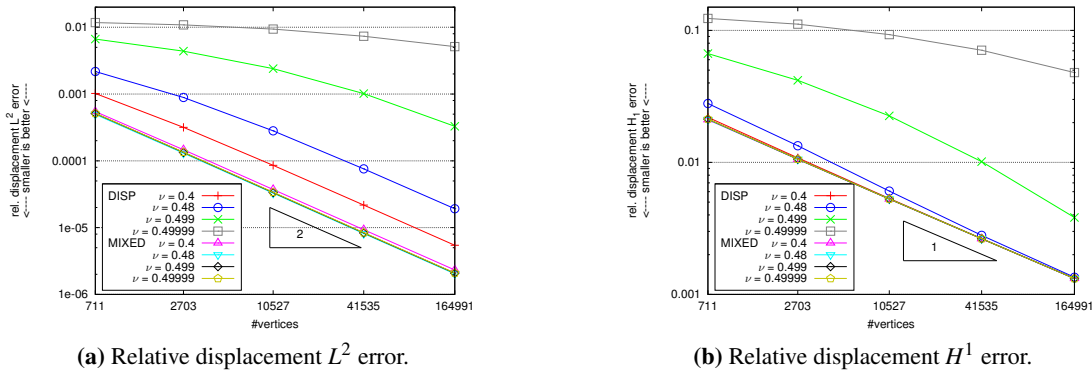 0.01
0.001
0.0001
1e-05
1e-06
rel. displacement L² error
<---- smaller is better <----
DISP ν = 0.4
ν = 0.48
ν = 0.499
ν = 0.49999
MIXED ν = 0.4
ν = 0.48
ν = 0.499
ν = 0.49999
2
711 2703 10527 41535 164991
#vertices
(a) Relative displacement L² error.
0.1
0.01
0.001
rel. displacement H₁ error
<---- smaller is better <----
DISP ν = 0.4
ν = 0.48
ν = 0.499
ν = 0.49999
MIXED ν = 0.4
ν = 0.48
ν = 0.499
ν = 0.49999
1
711 2703 10527 41535 164991
#vertices
(b) Relative displacement H¹ error.